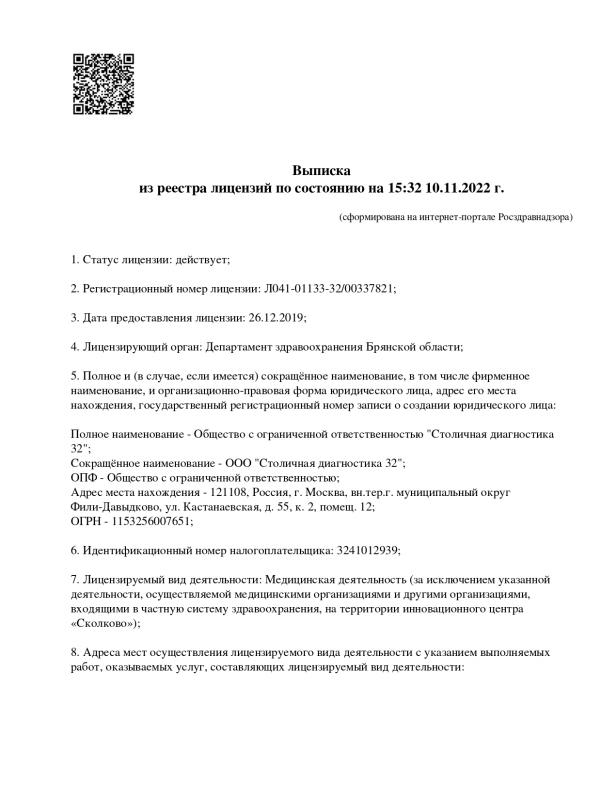 Выписка
из реестра лицензий по состоянию на 15:32 10.11.2022 г.
(сформирована на интернет-портале Росздравнадзора)
1. Статус лицензии: действует;
2. Регистрационный номер лицензии: Л041-01133-32/00337821;
3. Дата предоставления лицензии: 26.12.2019;
4. Лицензирующий орган: Департамент здравоохранения Брянской области;
5. Полное и (в случае, если имеется) сокращённое наименование, в том числе фирменное
наименование, и организационно-правовая форма юридического лица, адрес его места
нахождения, государственный регистрационный номер записи о создании юридического лица:
Полное наименование - Общество с ограниченной ответственностью "Столичная диагностика
32";
Сокращённое наименование - ООО "Столичная диагностика 32";
ОПФ - Общество с ограниченной ответственностью;
Адрес места нахождения - 121108, Россия, г. Москва, вн.тер.г. муниципальный округ
Фили-Давыдково, ул. Кастанаевская, д. 55, к. 2, помещ. 12;
ОГРН - 1153256007651;
6. Идентификационный номер налогоплательщика: 3241012939;
7. Лицензируемый вид деятельности: Медицинская деятельность (за исключением указанной
деятельности, осуществляемой медицинскими организациями и другими организациями,
входящими в частную систему здравоохранения, на территории инновационного центра
«Сколково»);
8. Адреса мест осуществления лицензируемого вида деятельности с указанием выполняемых
работ, оказываемых услуг, составляющих лицензируемый вид деятельности: